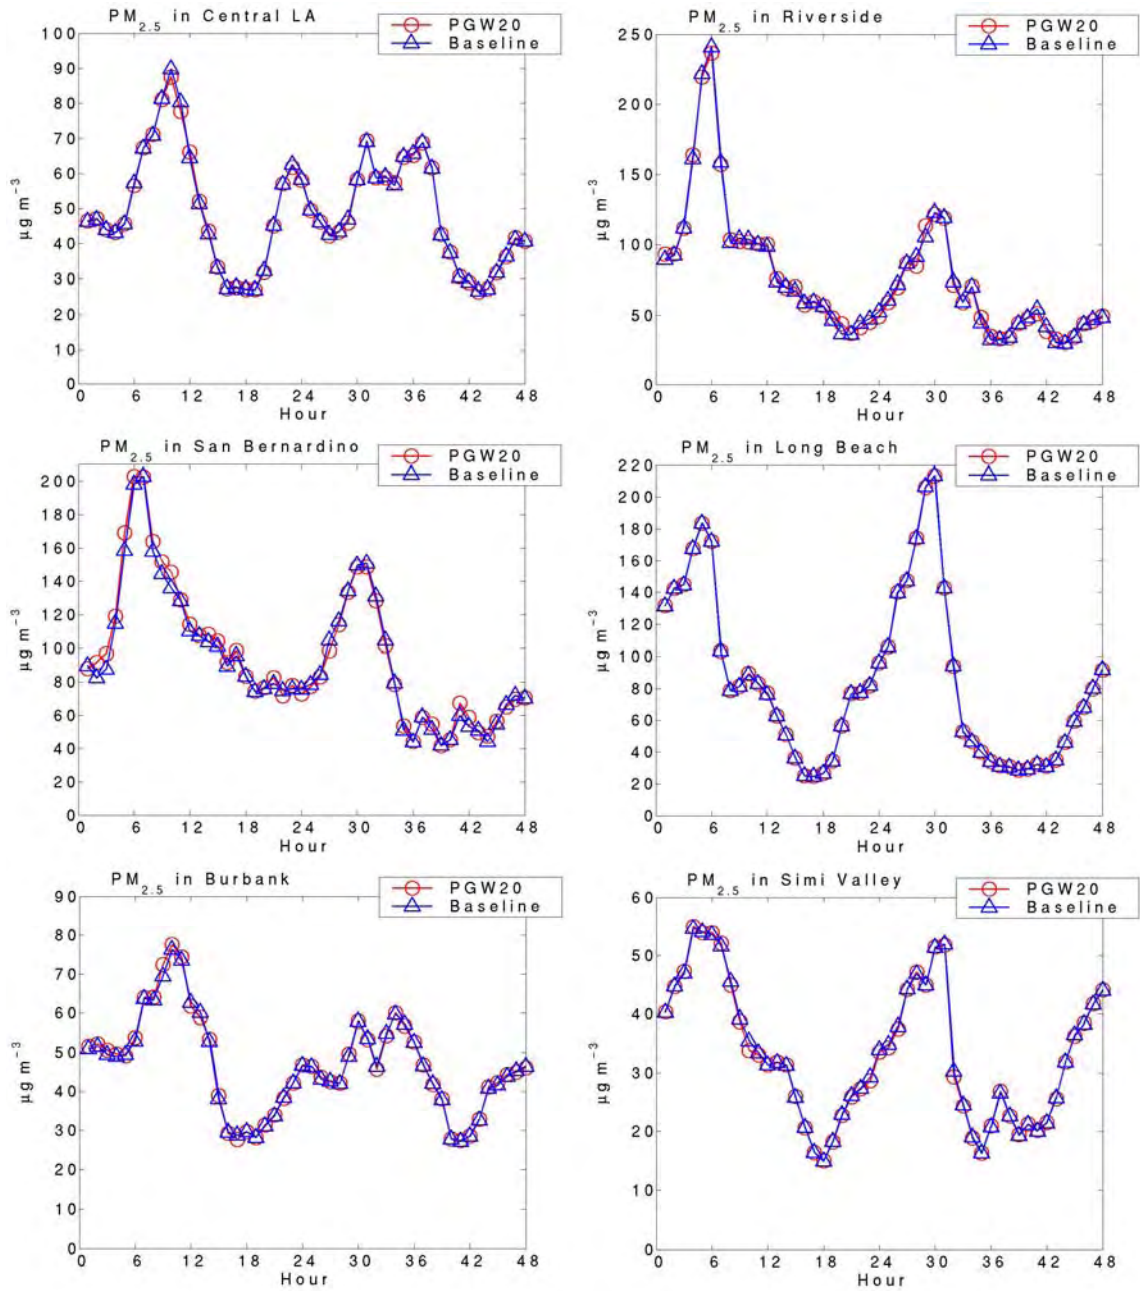 PM2.5 in Central LA
PGW20
Baseline
100
90
80
70
60
50
40
30
20
10
0
µg m−3
0 6 12 18 24 30 36 42 48
Hour
PM2.5 in Riverside
PGW20
Baseline
250
200
150
100
50
0
µg m−3
0 6 12 18 24 30 36 42 48
Hour
PM2.5 in San Bernardino
PGW20
Baseline
200
180
160
140
120
100
80
60
40
20
0
µg m−3
0 6 12 18 24 30 36 42 48
Hour
PM2.5 in Long Beach
PGW20
Baseline
220
200
180
160
140
120
100
80
60
40
20
0
µg m−3
0 6 12 18 24 30 36 42 48
Hour
PM2.5 in Burbank
PGW20
Baseline
90
80
70
60
50
40
30
20
10
0
µg m−3
0 6 12 18 24 30 36 42 48
Hour
PM2.5 in Simi Valley
PGW20
Baseline
60
50
40
30
20
10
0
µg m−3
0 6 12 18 24 30 36 42 48
Hour